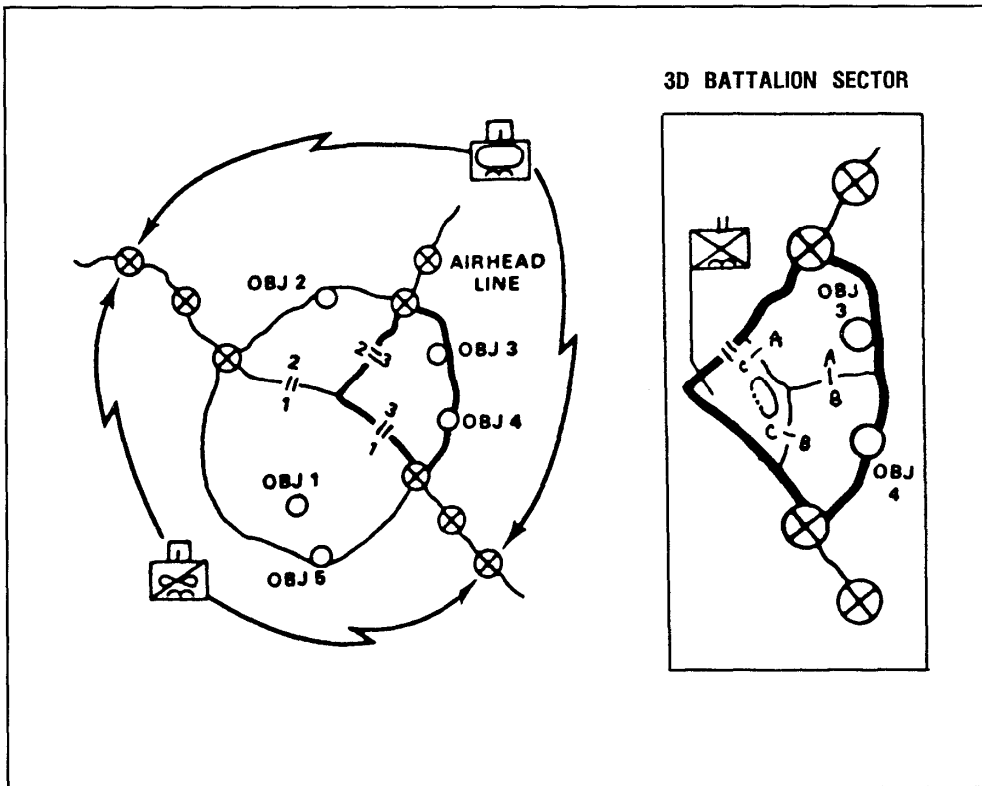 3D BATTALION SECTOR
AIRHEAD
LINE
OBJ 2
2 3
OBJ 3
2
1
3
1
OBJ 4
OBJ 1
OBJ 5
OBJ
3
A
C
A
B
C
B
OBJ
4